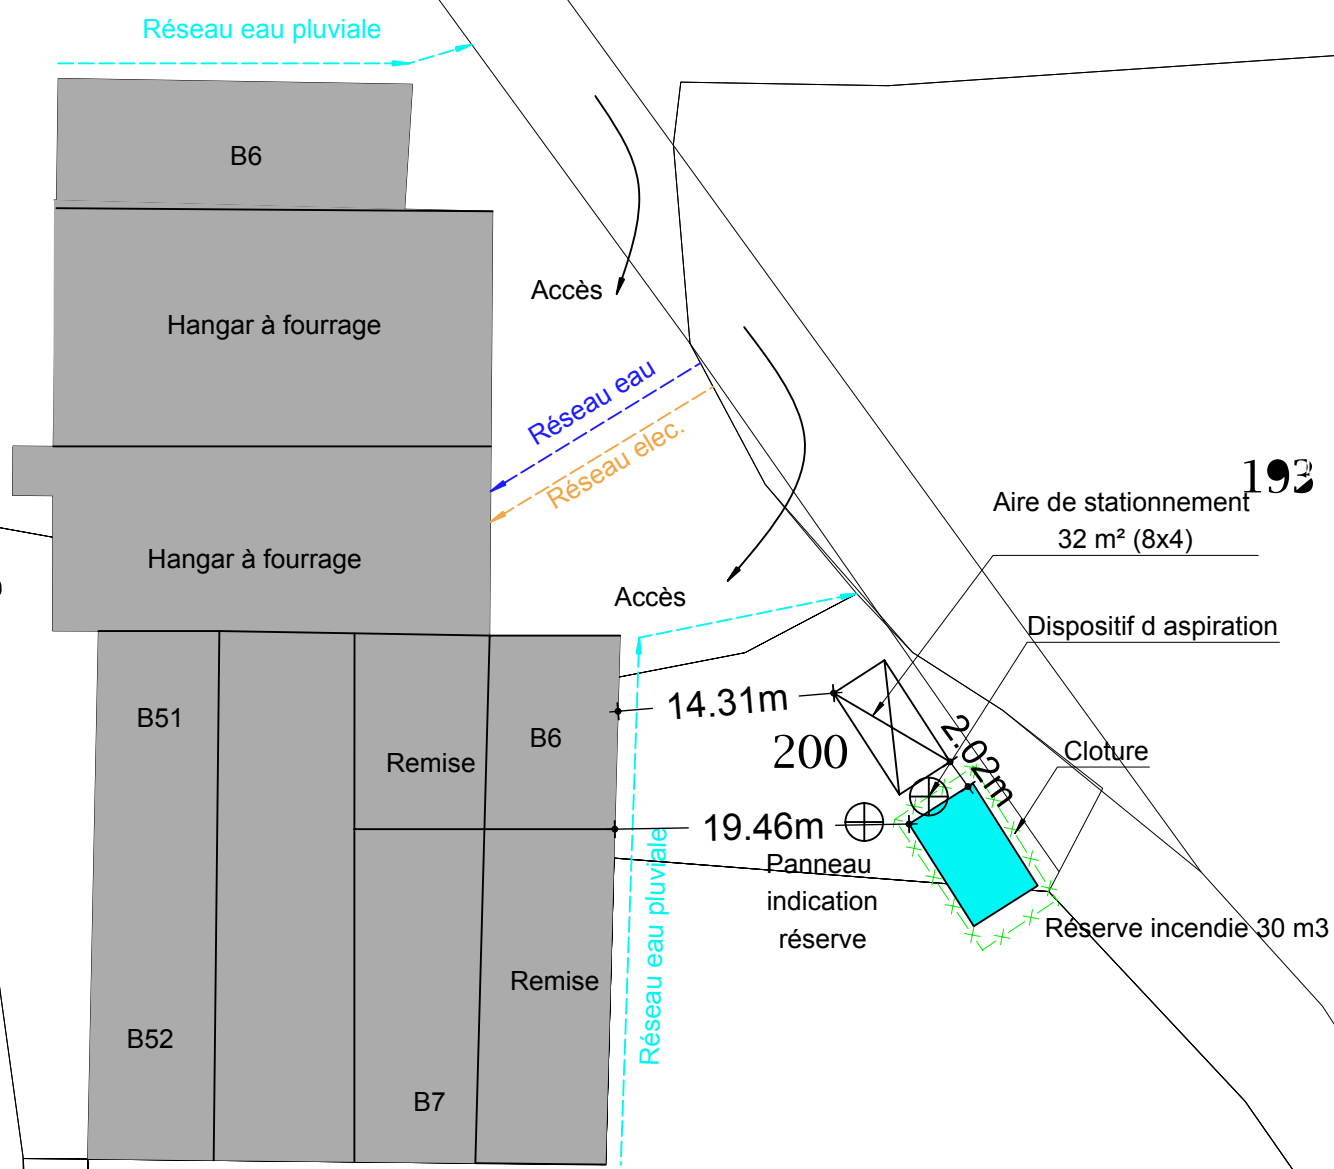 Réseau eau pluviale
B6
Accès
Hangar à fourrage
Réseau eau
Réseau elec.
193
Aire de stationnement
32 m² (8x4)
Hangar à fourrage
Accès
Dispositif d aspiration
14.31m
B51
B6
200
2.02m
Cloture
Remise
19.46m
Panneau
indication
réserve
Réseau eau pluviale
Réserve incendie 30 m3
Remise
B52
B7